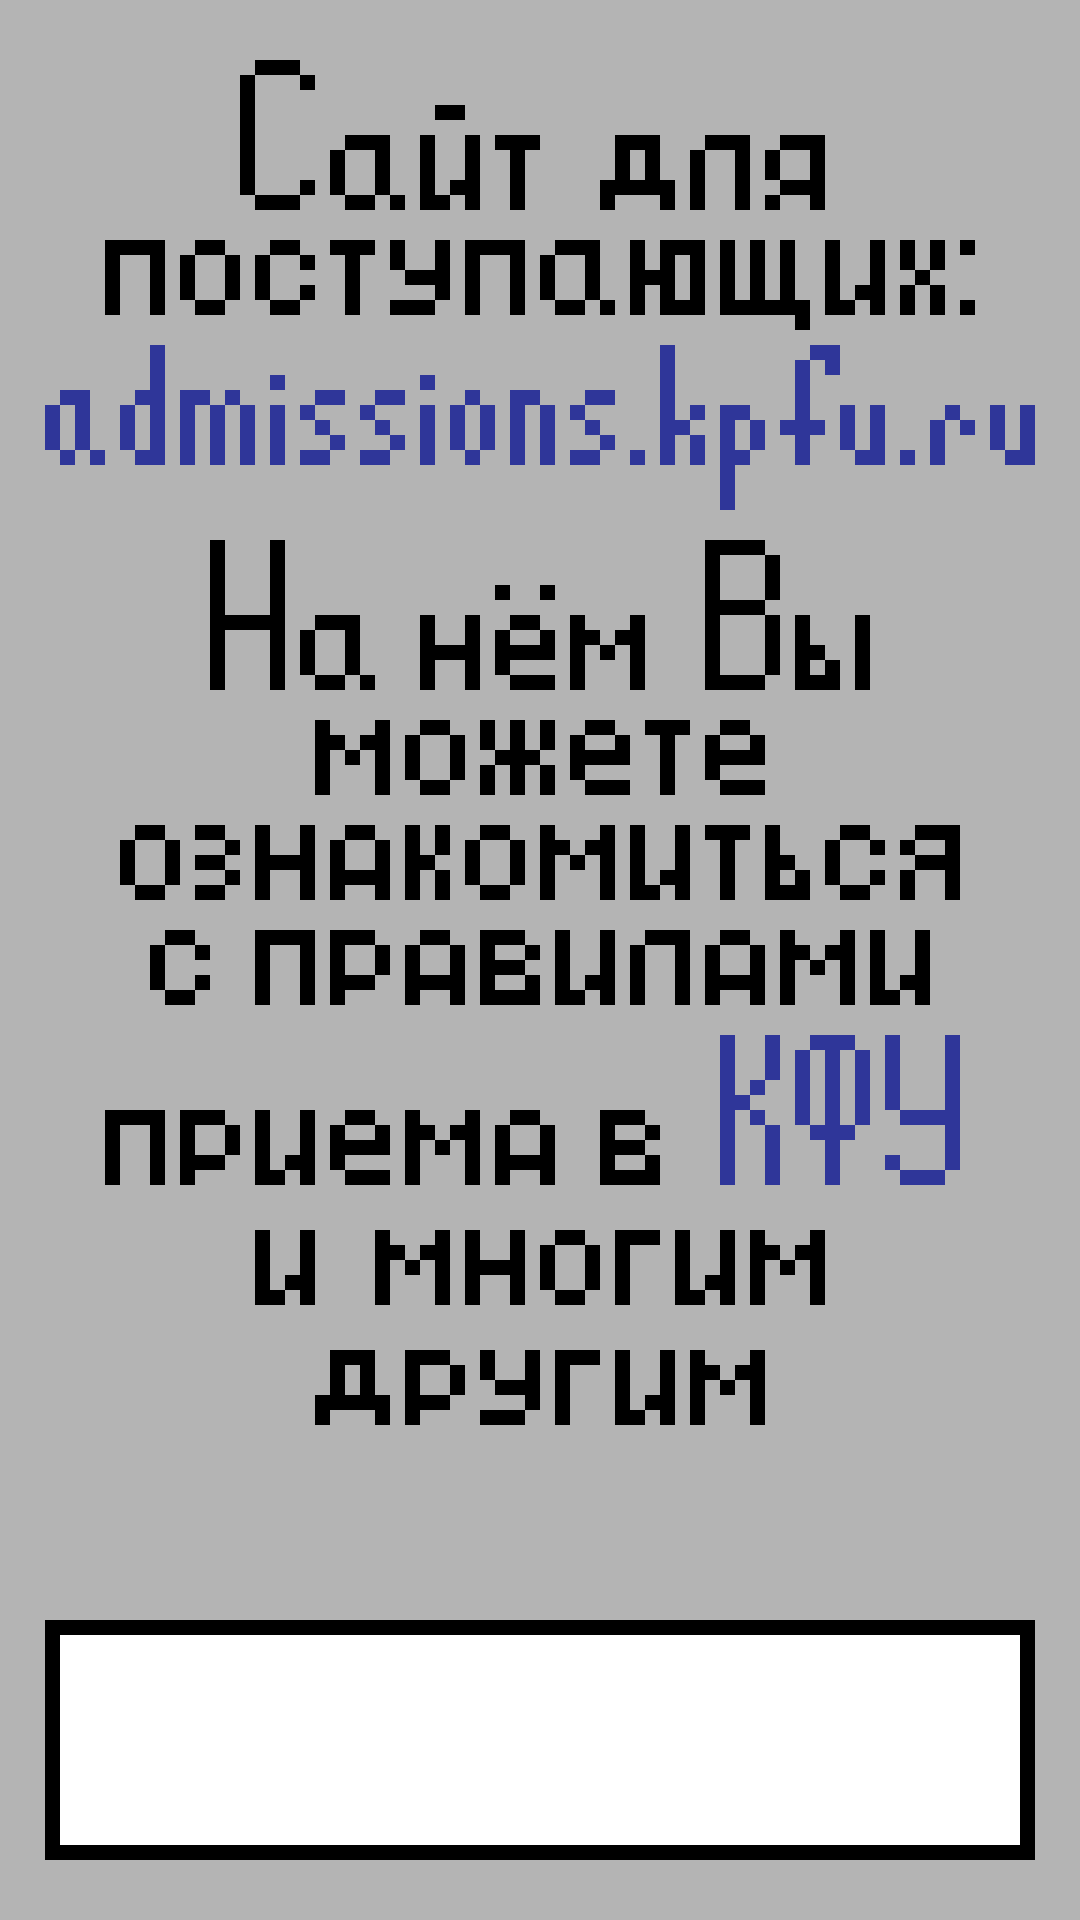 Сайт для
поступающих:
admissions.kpfu.ru
На нём Вы
можете
ознакомиться
с правилами
приема в КФУ
и многим
другим